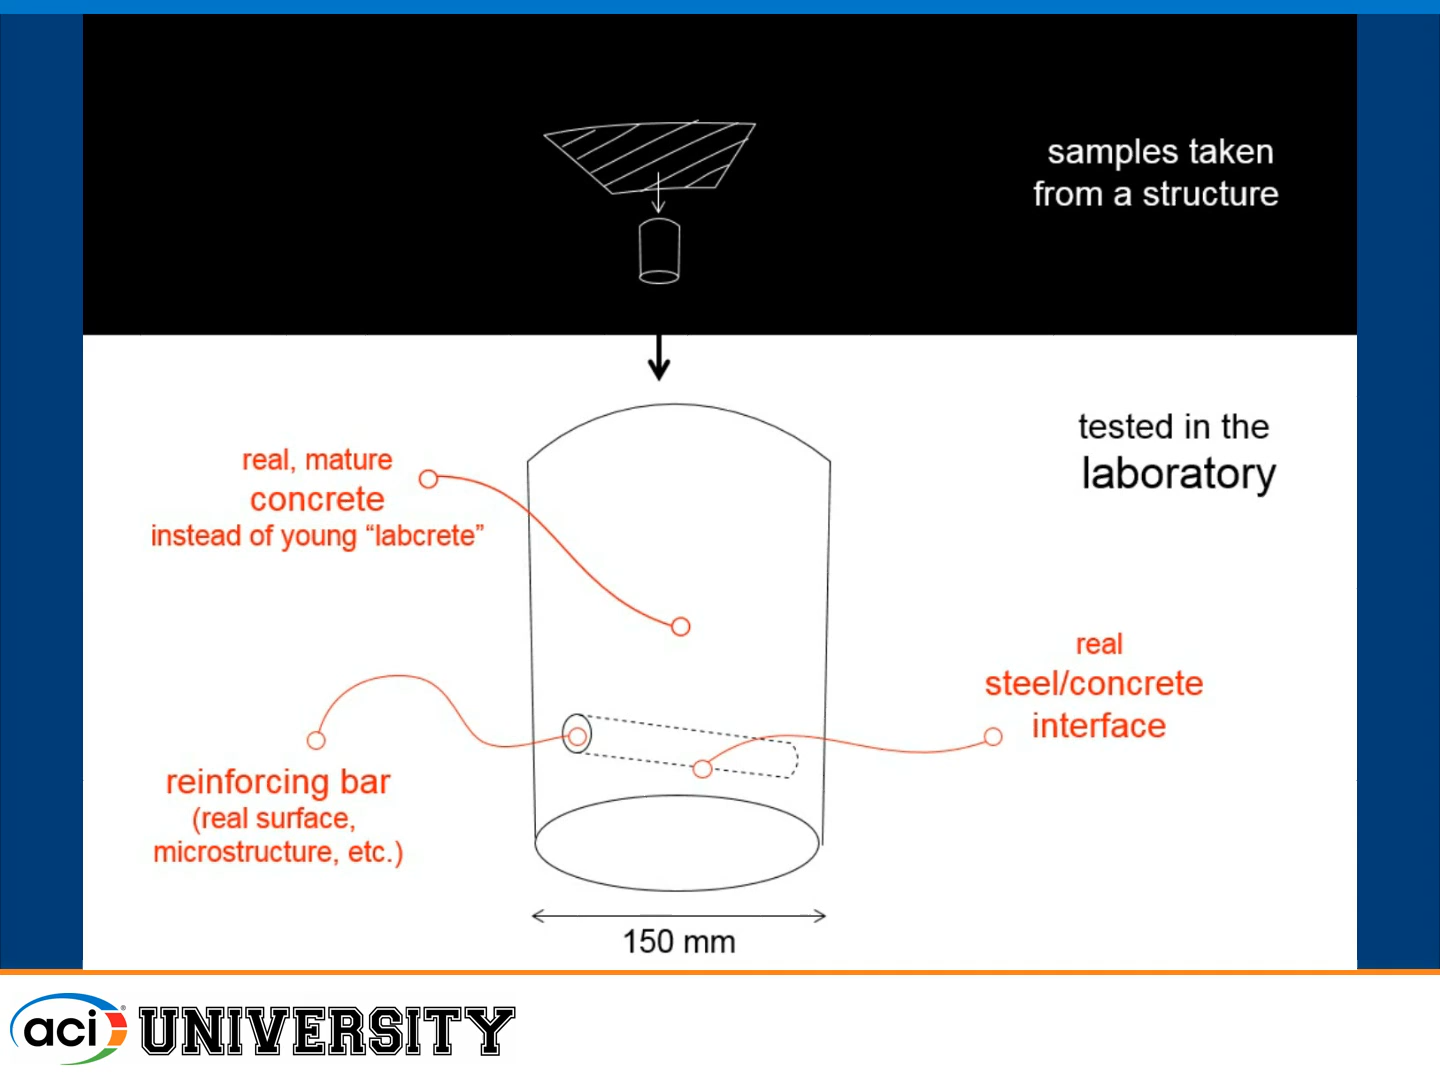 samples taken
from a structure
tested in the
laboratory
real, mature
concrete
instead of young “labcrete”
real
steel/concrete
interface
reinforcing bar
(real surface,
microstructure, etc.)
150 mm
aci UNIVERSITY